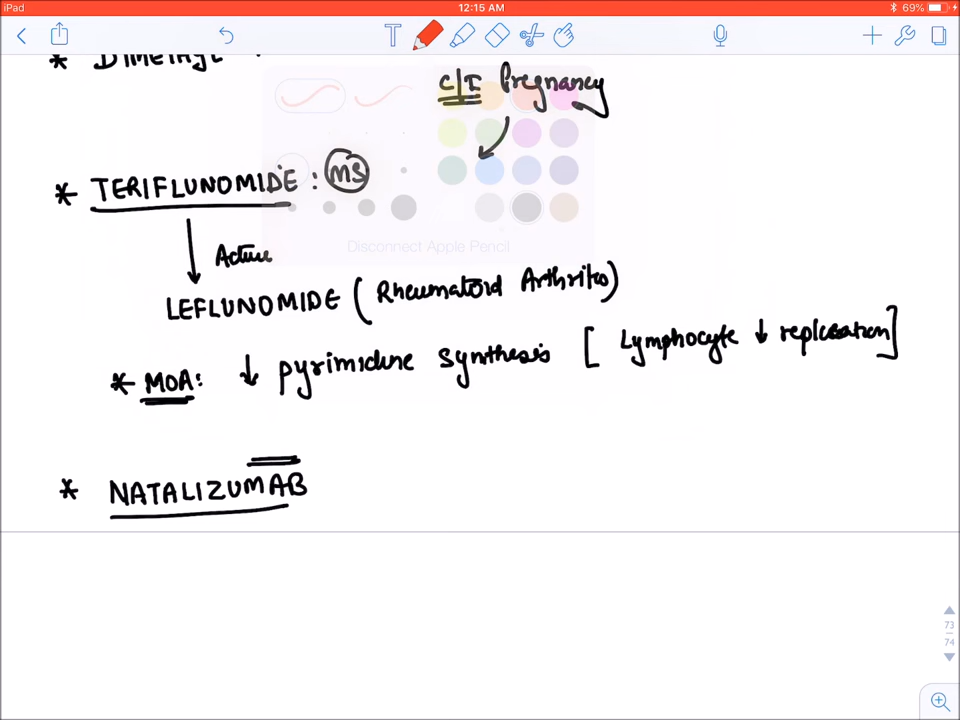 iPad 12:15 AM 69%
* DIMETHYL
C/I Pregnancy
* TERIFLUNOMIDE : MS
Disconnect Apple Pencil
Active
LEFLUNOMIDE (Rheumatoid Arthritis)
* MOA: ↓ pyrimidine synthesis [ Lymphocyte ↓ replication ]
* NATALIZUMAB
73
74